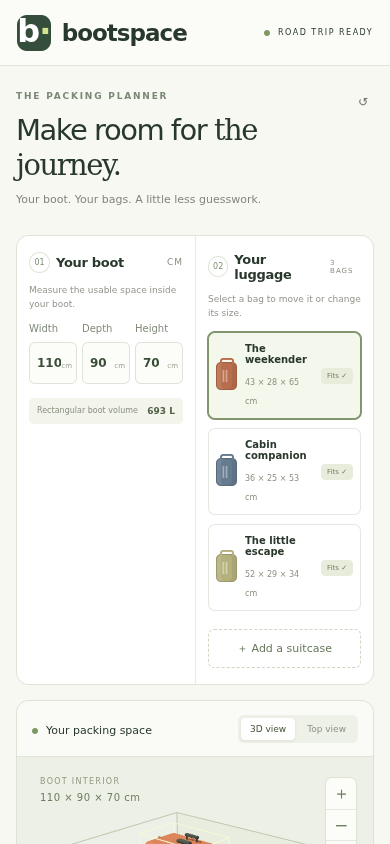 b·
bootspace
ROAD TRIP READY
THE PACKING PLANNER
↺
Make room for the
journey.
Your boot. Your bags. A little less guesswork.
01
Your boot
CM
Measure the usable space inside
your boot.
Width
Depth
Height
110 cm
90 cm
70 cm
Rectangular boot volume
693 L
02
Your
luggage
3
BAGS
Select a bag to move it or change
its size.
The
weekender
43 × 28 × 65
cm
Fits ✓
Cabin
companion
36 × 25 × 53
cm
Fits ✓
The little
escape
52 × 29 × 34
cm
Fits ✓
+ Add a suitcase
Your packing space
3D view
Top view
BOOT INTERIOR
110 × 90 × 70 cm
+
−